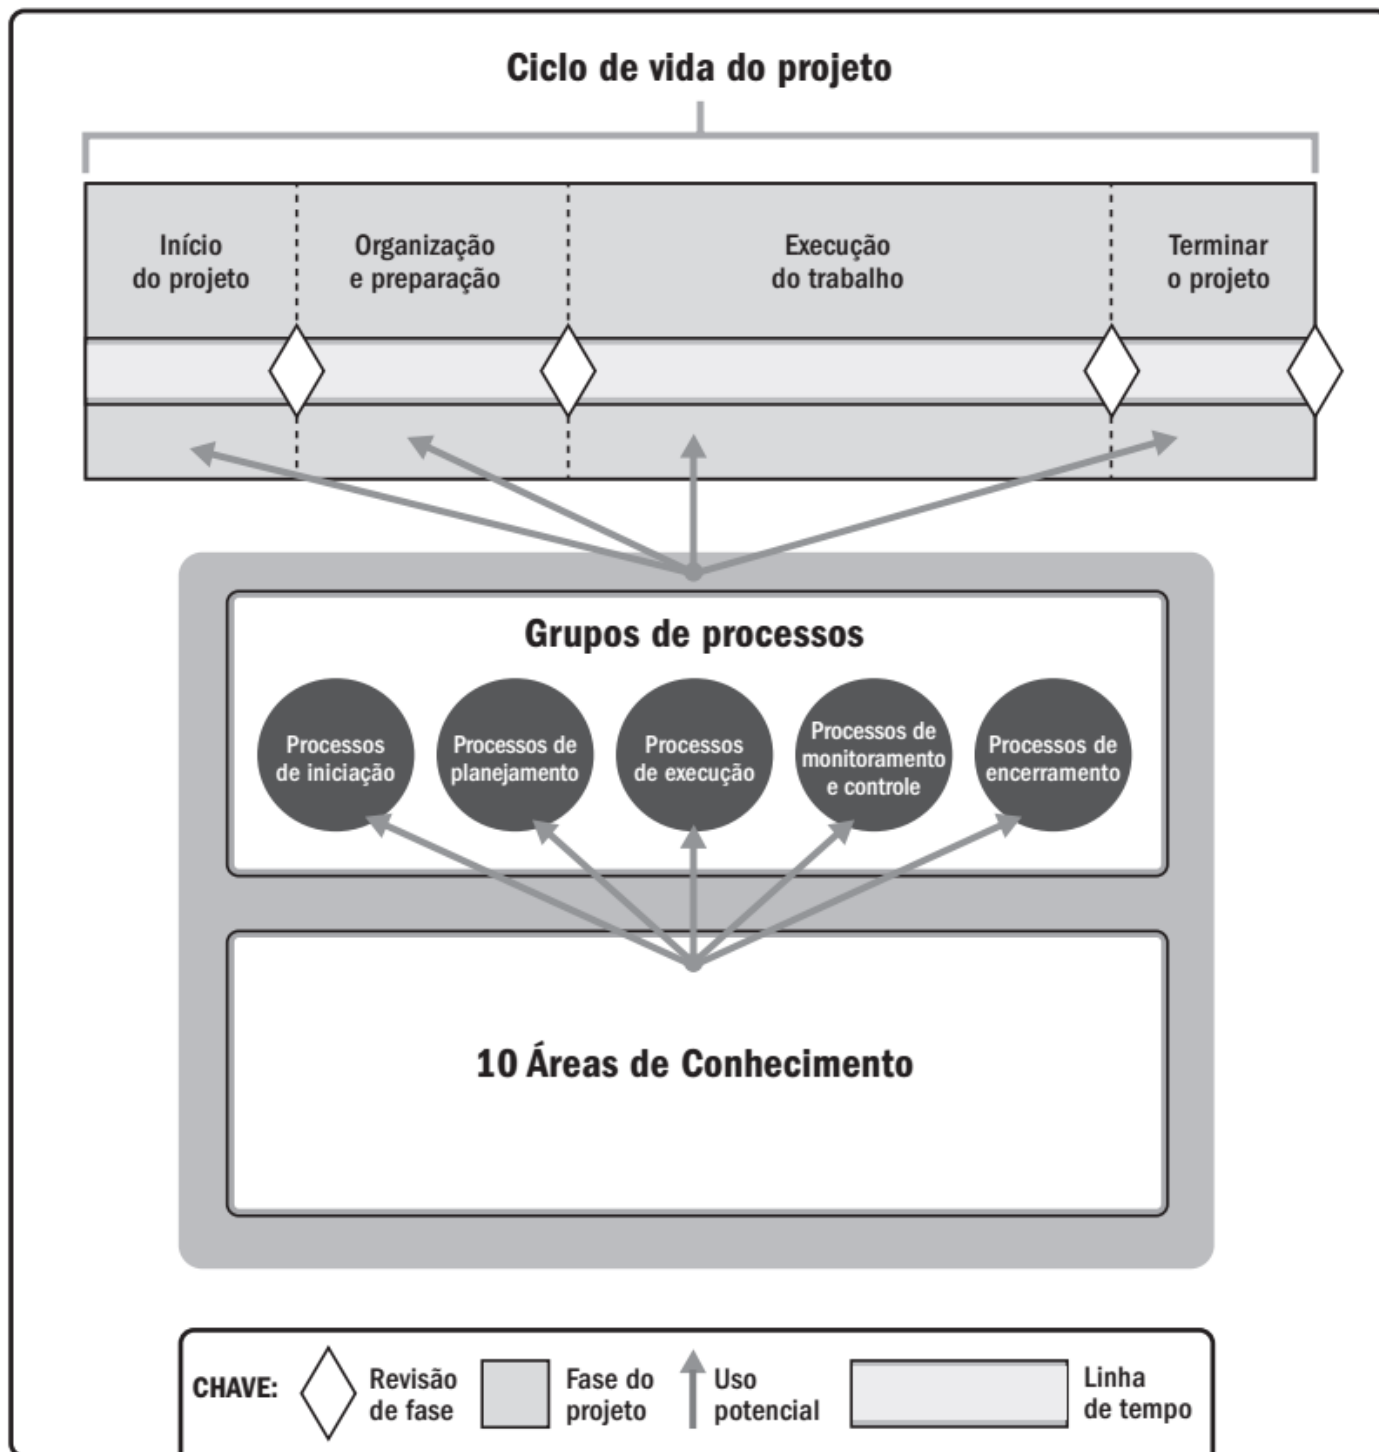 Ciclo de vida do projeto
Início
do projeto
Organização
e preparação
Execução
do trabalho
Terminar
o projeto
Grupos de processos
Processos
de iniciação
Processos de
planejamento
Processos
de execução
Processos de
monitoramento
e controle
Processos de
encerramento
10 Áreas de Conhecimento
CHAVE:
Revisão
de fase
Fase do
projeto
Uso
potencial
Linha
de tempo